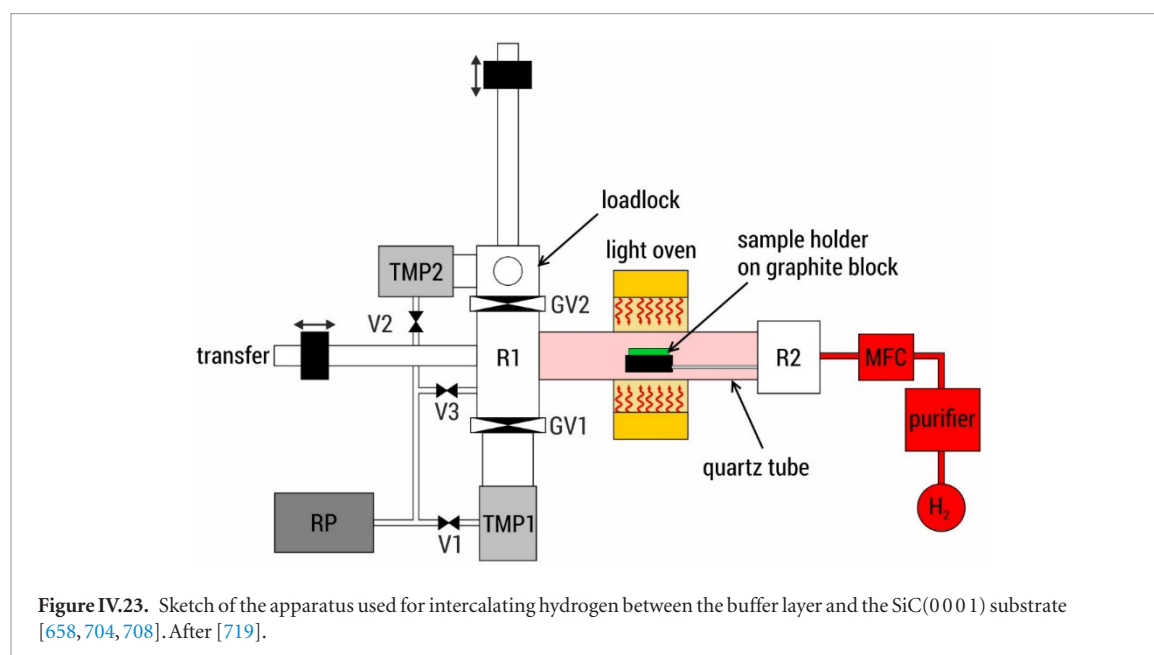 loadlock
light oven
sample holder
on graphite block
TMP2
GV2
V2
transfer
R1
R2
MFC
V3
GV1
purifier
quartz tube
RP
V1
TMP1
H₂
Figure IV.23. Sketch of the apparatus used for intercalating hydrogen between the buffer layer and the SiC(0 0 0 1) substrate
[658, 704, 708]. After [719].